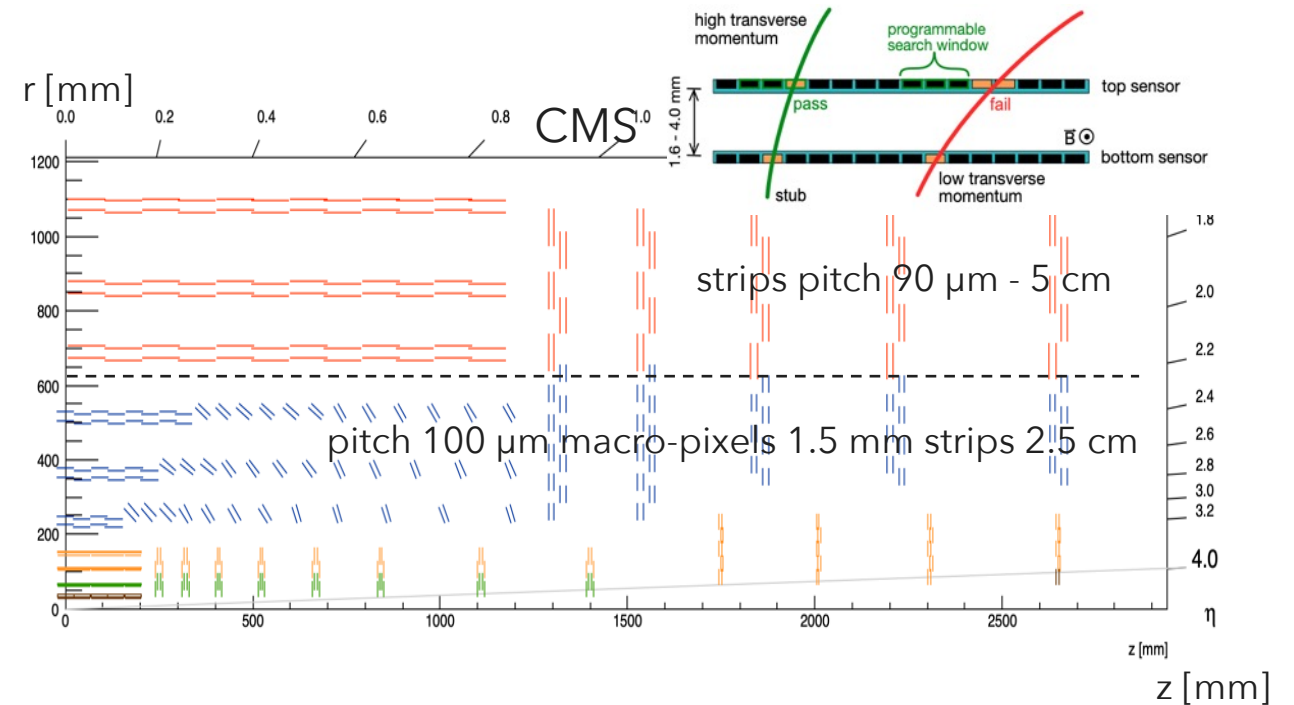 high transverse
momentum
programmable
search window
top sensor
pass
fail
1.6 - 4.0 mm
B
bottom sensor
stub
low transverse
momentum
r [mm]
CMS
0.0 0.2 0.4 0.6 0.8 1.0
1200
1000
800
600
400
200
0
1.8
2.0
2.2
2.4
2.6
2.8
3.0
3.2
4.0
η
strips pitch 90 µm - 5 cm
pitch 100 µm macro-pixels 1.5 mm strips 2.5 cm
0 500 1000 1500 2000 2500
z [mm]
z [mm]